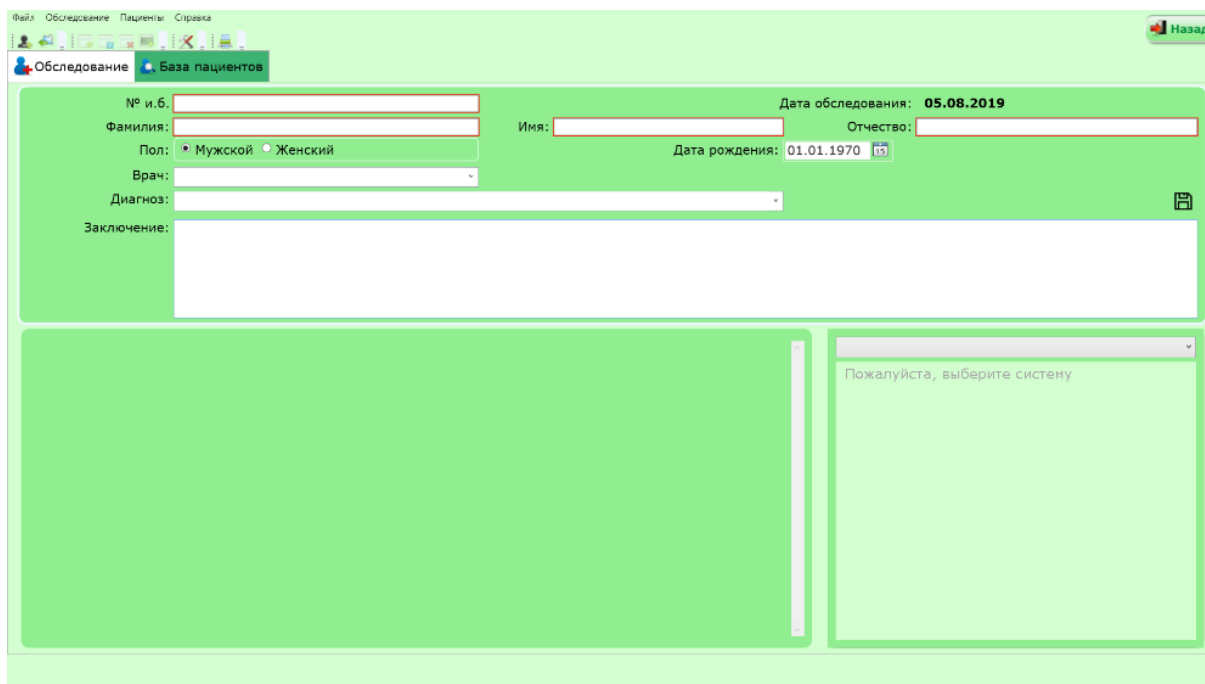 Файл Обследование Пациенты Справка
Назад
Обследование База пациентов
№ и.б. Дата обследования: 05.08.2019
Фамилия: Имя: Отчество:
Пол: Мужской Женский Дата рождения: 01.01.1970 15
Врач:
Диагноз:
Заключение:
Пожалуйста, выберите систему